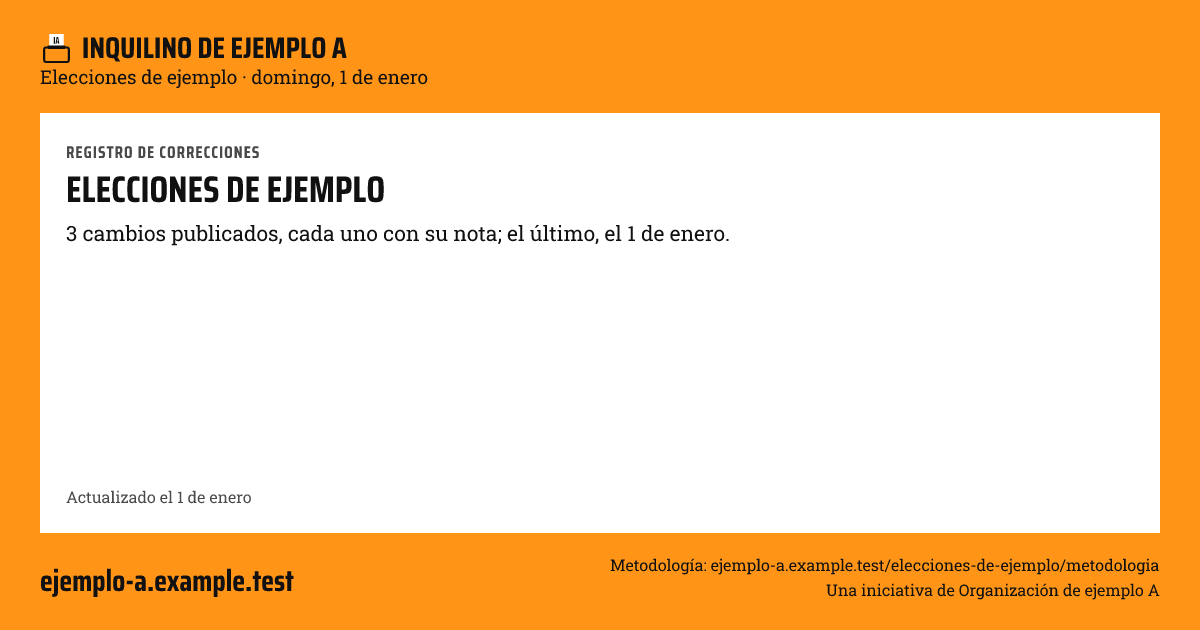 IA
INQUILINO DE EJEMPLO A
Elecciones de ejemplo · domingo, 1 de enero
REGISTRO DE CORRECCIONES
ELECCIONES DE EJEMPLO
3 cambios publicados, cada uno con su nota; el último, el 1 de enero.
Actualizado el 1 de enero
ejemplo-a.example.test
Metodología: ejemplo-a.example.test/elecciones-de-ejemplo/metodologia
Una iniciativa de Organización de ejemplo A